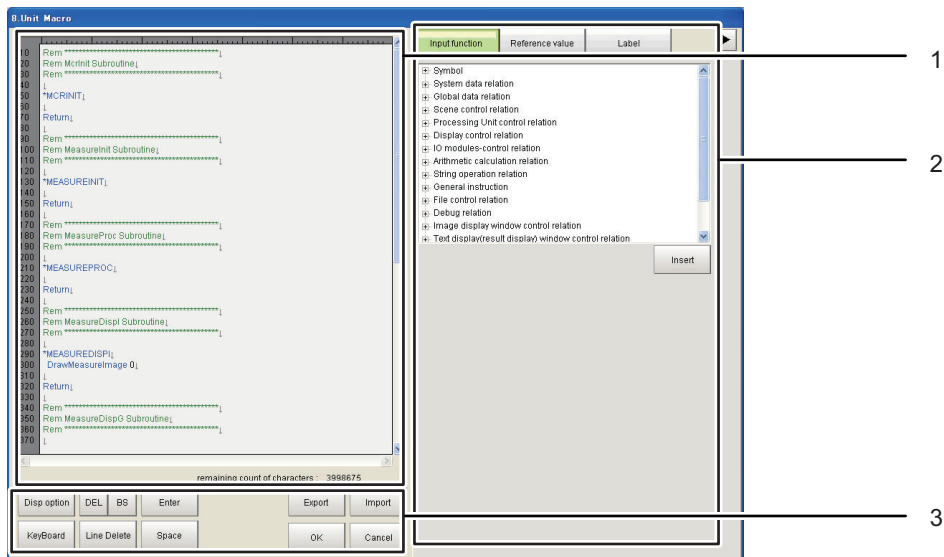 8.Unit Macro
10 Rem *******************************************↓
20 Rem McrInit Subroutine↓
30 Rem *******************************************↓
40 ↓
50 *MCRINIT↓
60 ↓
70 Return↓
80 ↓
90 Rem *******************************************↓
100 Rem MeasureInit Subroutine↓
110 Rem *******************************************↓
120 ↓
130 *MEASUREINIT↓
140 ↓
150 Return↓
160 ↓
170 Rem *******************************************↓
180 Rem MeasureProc Subroutine↓
190 Rem *******************************************↓
200 ↓
210 *MEASUREPROC↓
220 ↓
230 Return↓
240 ↓
250 Rem *******************************************↓
260 Rem MeasureDispI Subroutine↓
270 Rem *******************************************↓
280 ↓
290 *MEASUREDISPI↓
300 DrawMeasureImage 0↓
310 ↓
320 Return↓
330 ↓
340 Rem *******************************************↓
350 Rem MeasureDispG Subroutine↓
360 Rem *******************************************↓
370 ↓
remaining count of characters : 3998675
Input function Reference value Label
Symbol
System data relation
Global data relation
Scene control relation
Processing Unit control relation
Display control relation
IO modules-control relation
Arithmetic calculation relation
String operation relation
General instruction
File control relation
Debug relation
Image display window control relation
Text display(result display) window control relation
Insert
Disp option DEL BS Enter Export Import
KeyBoard Line Delete Space OK Cancel
1
2
3